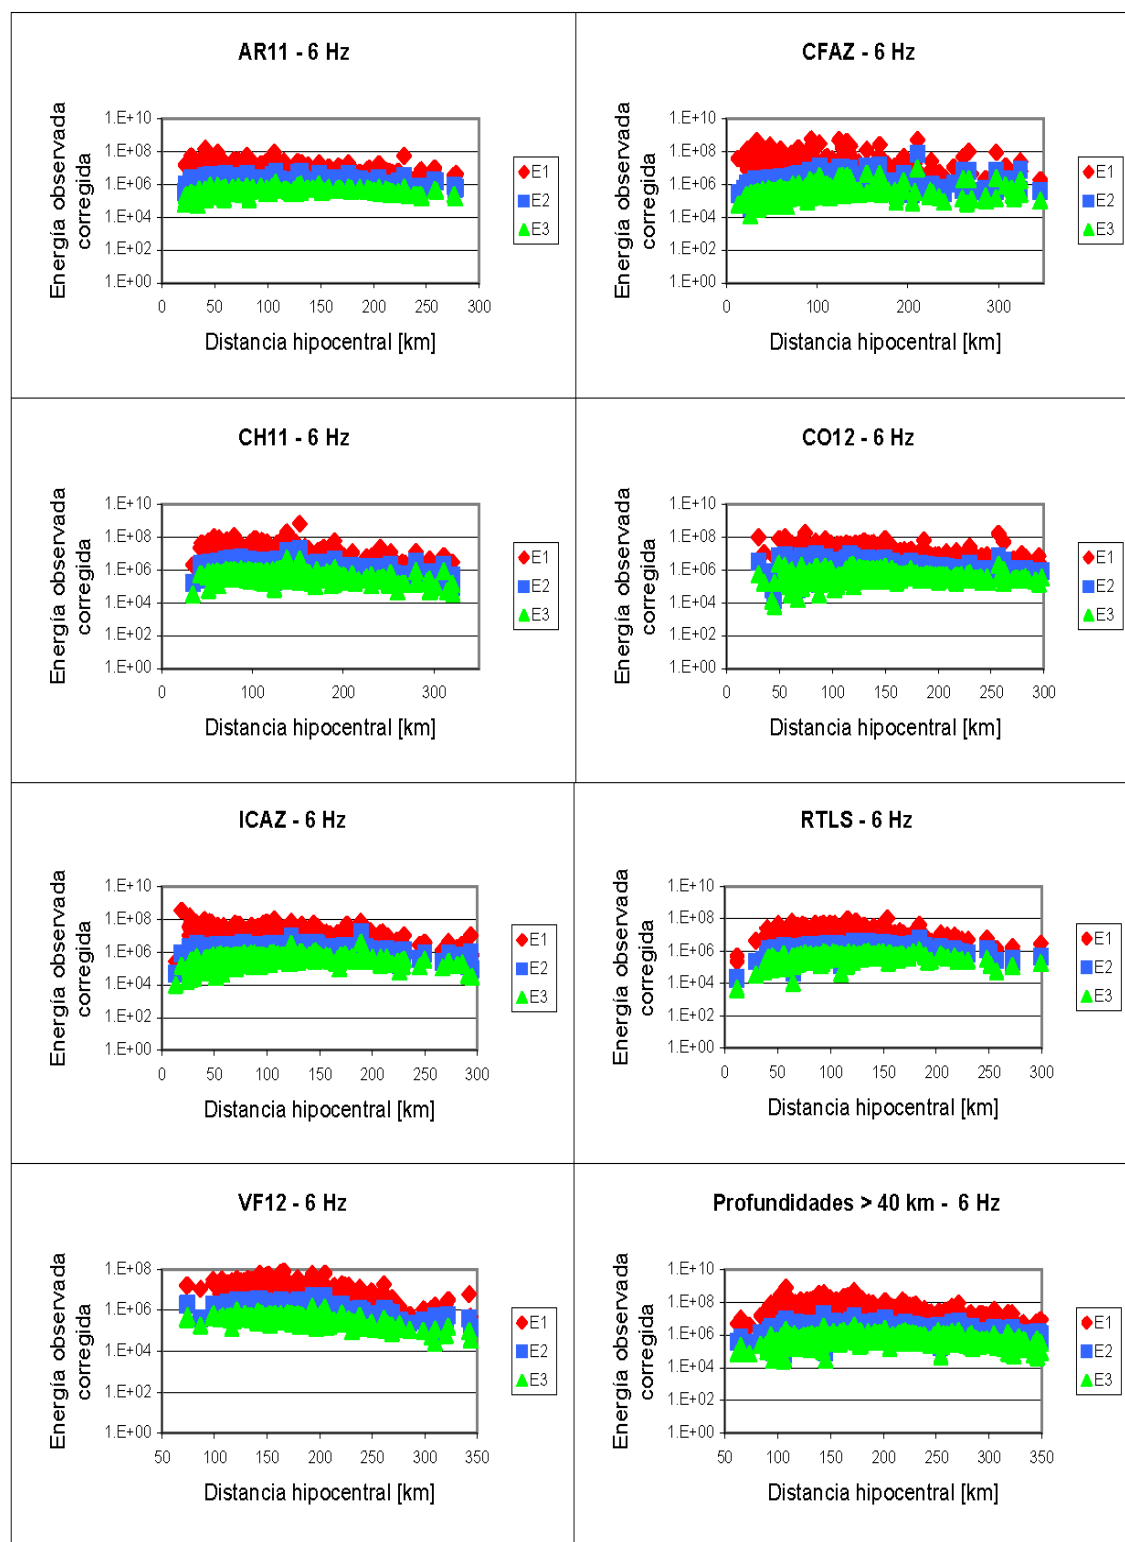 AR11 - 6 Hz
Energía observada
corregida
1.E+10
1.E+08
1.E+06
1.E+04
1.E+02
1.E+00
0 50 100 150 200 250 300
Distancia hipocentral [km]
E1
E2
E3
CFAZ - 6 Hz
Energía observada
corregida
1.E+10
1.E+08
1.E+06
1.E+04
1.E+02
1.E+00
0 100 200 300
Distancia hipocentral [km]
E1
E2
E3
CH11 - 6 Hz
Energía observada
corregida
1.E+10
1.E+08
1.E+06
1.E+04
1.E+02
1.E+00
0 100 200 300
Distancia hipocentral [km]
E1
E2
E3
CO12 - 6 Hz
Energía observada
corregida
1.E+10
1.E+08
1.E+06
1.E+04
1.E+02
1.E+00
0 50 100 150 200 250 300
Distancia hipocentral [km]
E1
E2
E3
ICAZ - 6 Hz
Energía observada
corregida
1.E+10
1.E+08
1.E+06
1.E+04
1.E+02
1.E+00
0 50 100 150 200 250 300
Distancia hipocentral [km]
E1
E2
E3
RTLS - 6 Hz
Energía observada
corregida
1.E+10
1.E+08
1.E+06
1.E+04
1.E+02
1.E+00
0 50 100 150 200 250 300
Distancia hipocentral [km]
E1
E2
E3
VF12 - 6 Hz
Energía observada
corregida
1.E+08
1.E+06
1.E+04
1.E+02
1.E+00
50 100 150 200 250 300 350
Distancia hipocentral [km]
E1
E2
E3
Profundidades > 40 km - 6 Hz
Energía observada
corregida
1.E+10
1.E+08
1.E+06
1.E+04
1.E+02
1.E+00
50 100 150 200 250 300 350
Distancia hipocentral [km]
E1
E2
E3